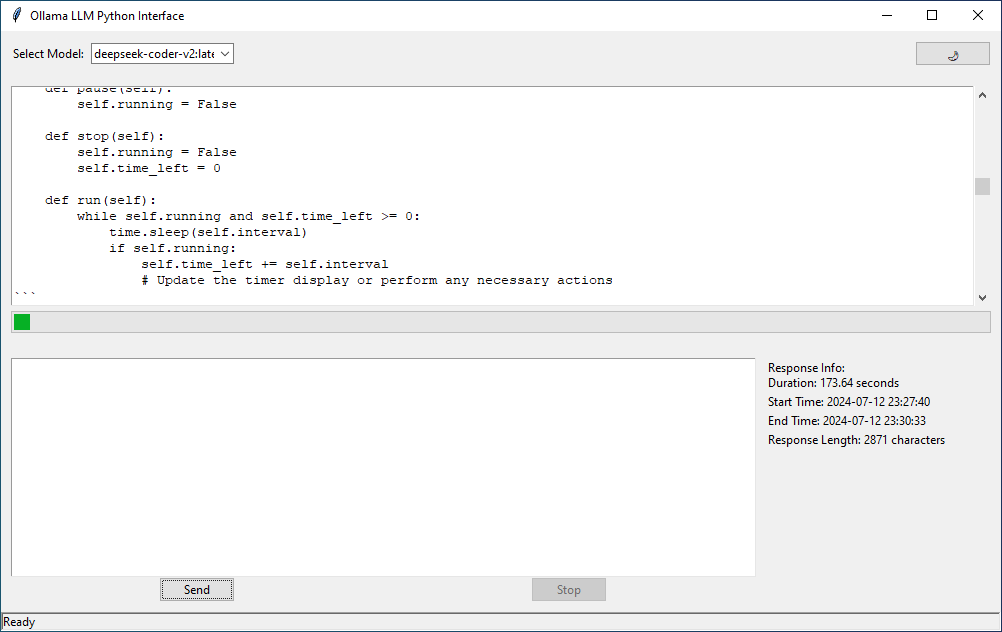 Ollama LLM Python Interface
Select Model: deepseek-coder-v2:late
def pause(self):
self.running = False
def stop(self):
self.running = False
self.time_left = 0
def run(self):
while self.running and self.time_left >= 0:
time.sleep(self.interval)
if self.running:
self.time_left += self.interval
# Update the timer display or perform any necessary actions
```
Response Info:
Duration: 173.64 seconds
Start Time: 2024-07-12 23:27:40
End Time: 2024-07-12 23:30:33
Response Length: 2871 characters
Send Stop
Ready